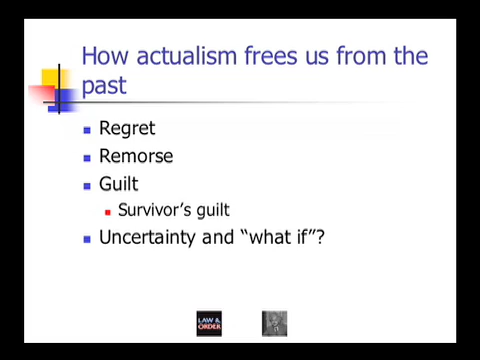 How actualism frees us from the
past
Regret
Remorse
Guilt
Survivor's guilt
Uncertainty and “what if”?
LAW &
ORDER